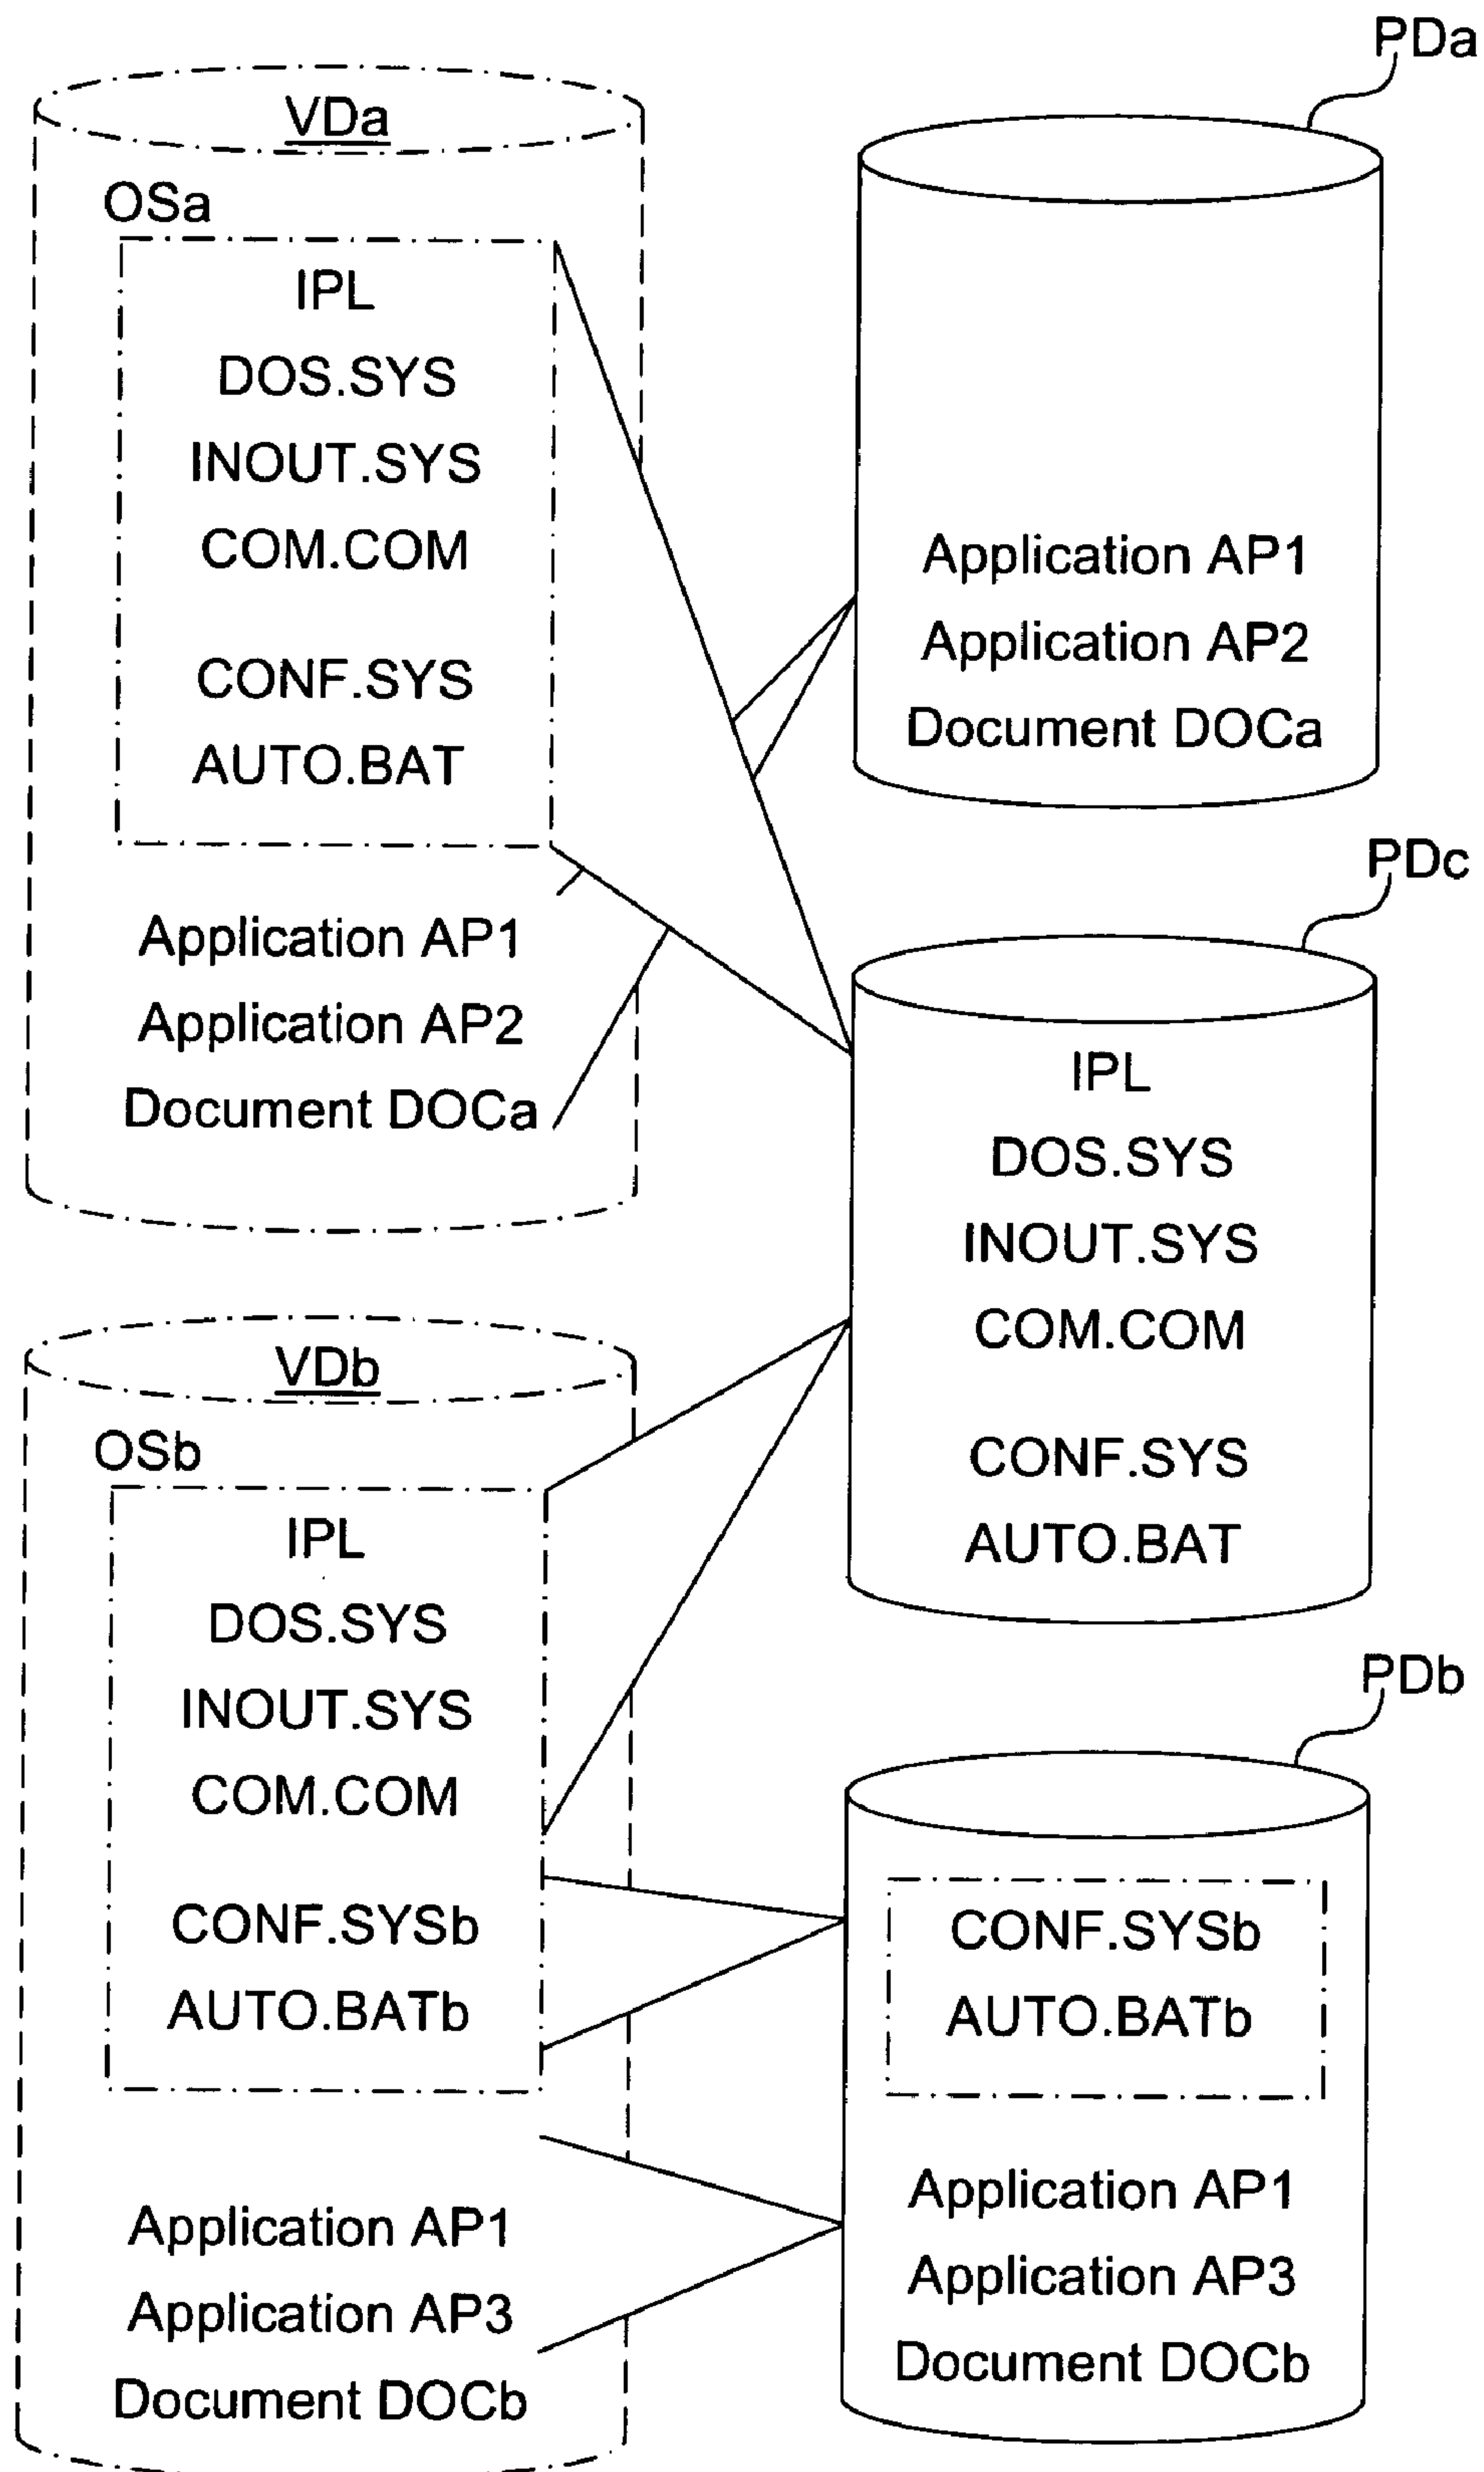 VDa
OSa
IPL
DOS.SYS
INOUT.SYS
COM.COM
CONF.SYS
AUTO.BAT
Application AP1
Application AP2
Document DOCa
PDa
Application AP1
Application AP2
Document DOCa
PDc
IPL
DOS.SYS
INOUT.SYS
COM.COM
CONF.SYS
AUTO.BAT
VDb
OSb
IPL
DOS.SYS
INOUT.SYS
COM.COM
CONF.SYSb
AUTO.BATb
Application AP1
Application AP3
Document DOCb
PDb
CONF.SYSb
AUTO.BATb
Application AP1
Application AP3
Document DOCb